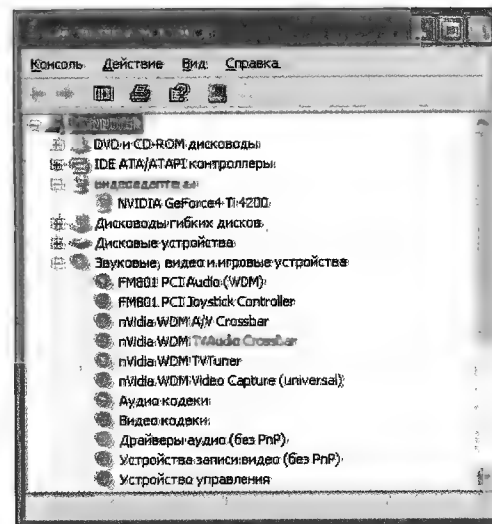 Консоль Действие Вид Справка
DVD и CD-ROM дисководы
IDE ATA/ATAPI контроллеры
Видеоадаптеры
NVIDIA GeForce4 Ti 4200
Дисководы гибких дисков
Дисковые устройства
Звуковые, видео и игровые устройства
FM801 PCI Audio (WDM)
FM801 PCI Joystick Controller
nVidia WDM A/V Crossbar
nVidia WDM TVAudio Crossbar
nVidia WDM TVTuner
nVidia WDM Video Capture (universal)
Аудио кодеки
Видео кодеки
Драйверы аудио (без PnP)
Устройства записи видео (без PnP)
Устройство управления